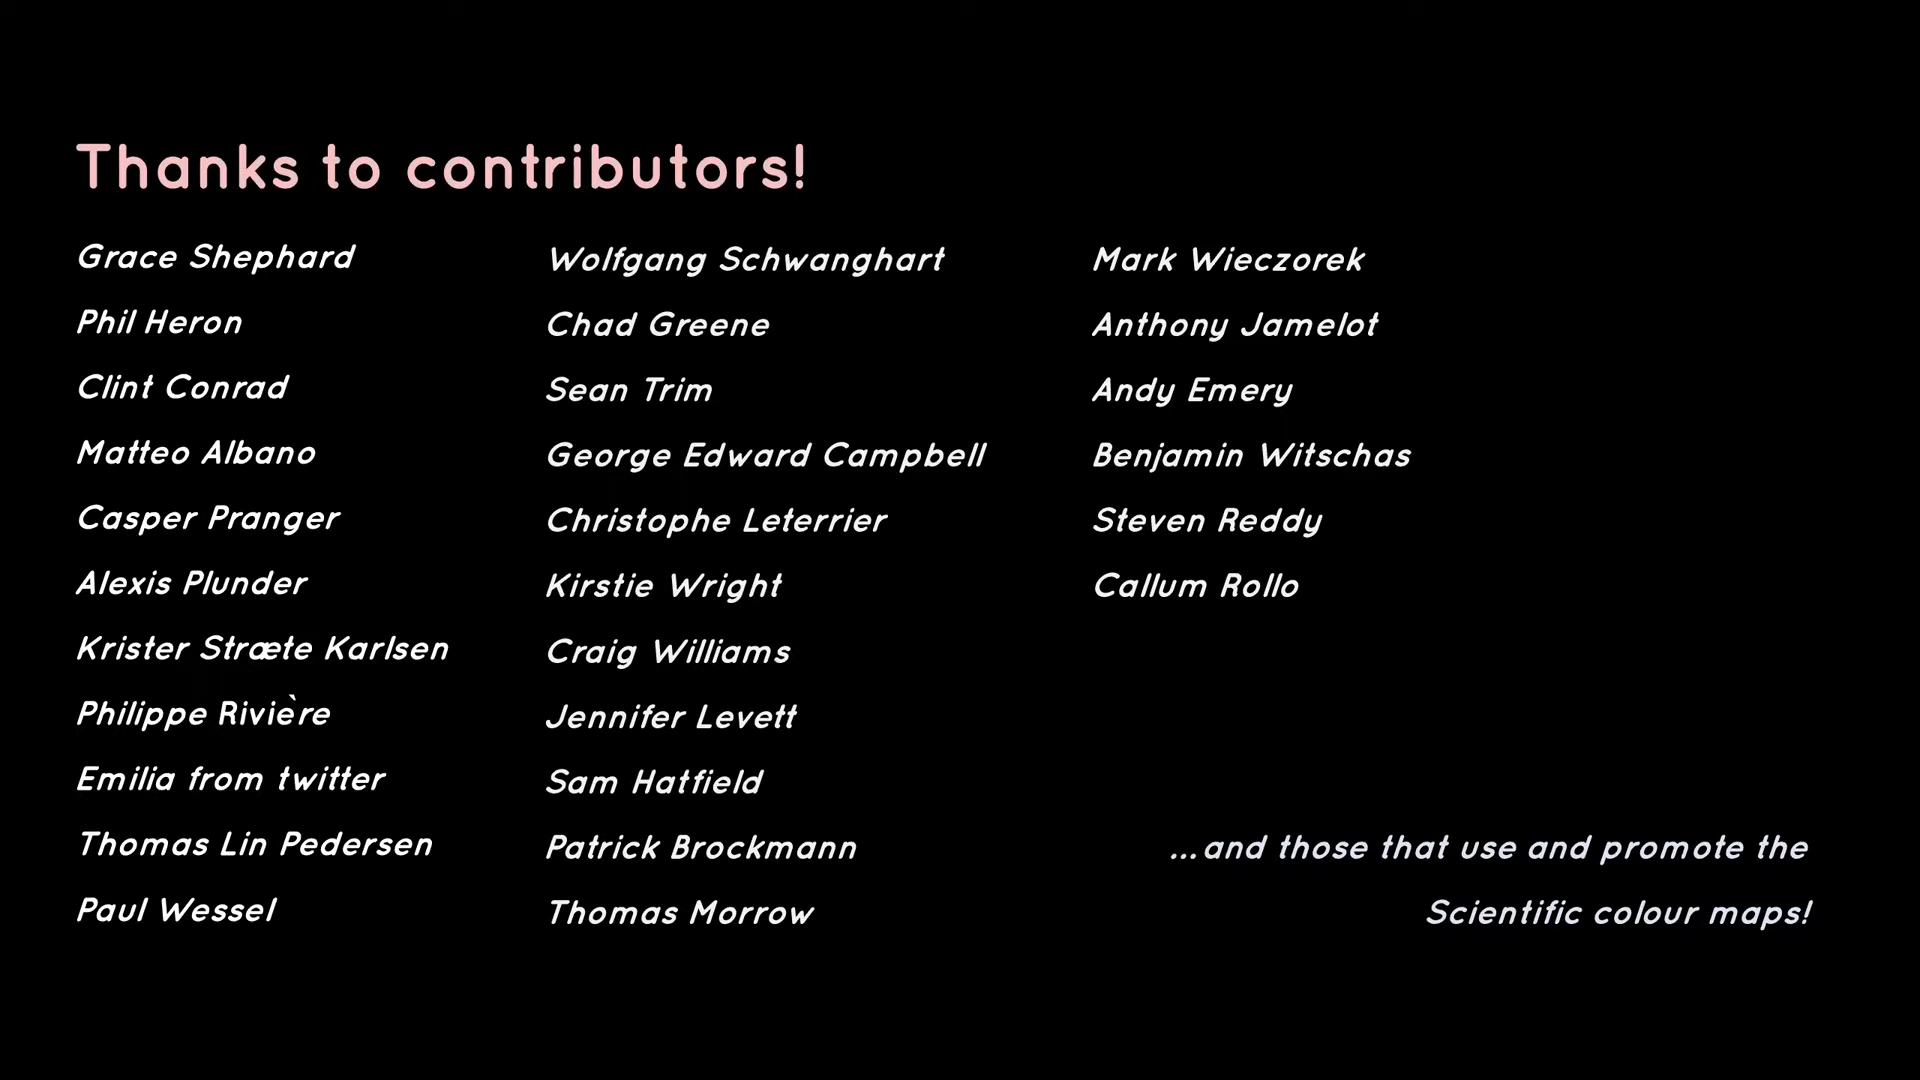 Thanks to contributors!
Grace Shephard
Phil Heron
Clint Conrad
Matteo Albano
Casper Pranger
Alexis Plunder
Krister Stræte Karlsen
Philippe Rivière
Emilia from twitter
Thomas Lin Pedersen
Paul Wessel
Wolfgang Schwanghart
Chad Greene
Sean Trim
George Edward Campbell
Christophe Leterrier
Kirstie Wright
Craig Williams
Jennifer Levett
Sam Hatfield
Patrick Brockmann
Thomas Morrow
Mark Wieczorek
Anthony Jamelot
Andy Emery
Benjamin Witschas
Steven Reddy
Callum Rollo
...and those that use and promote the
Scientific colour maps!